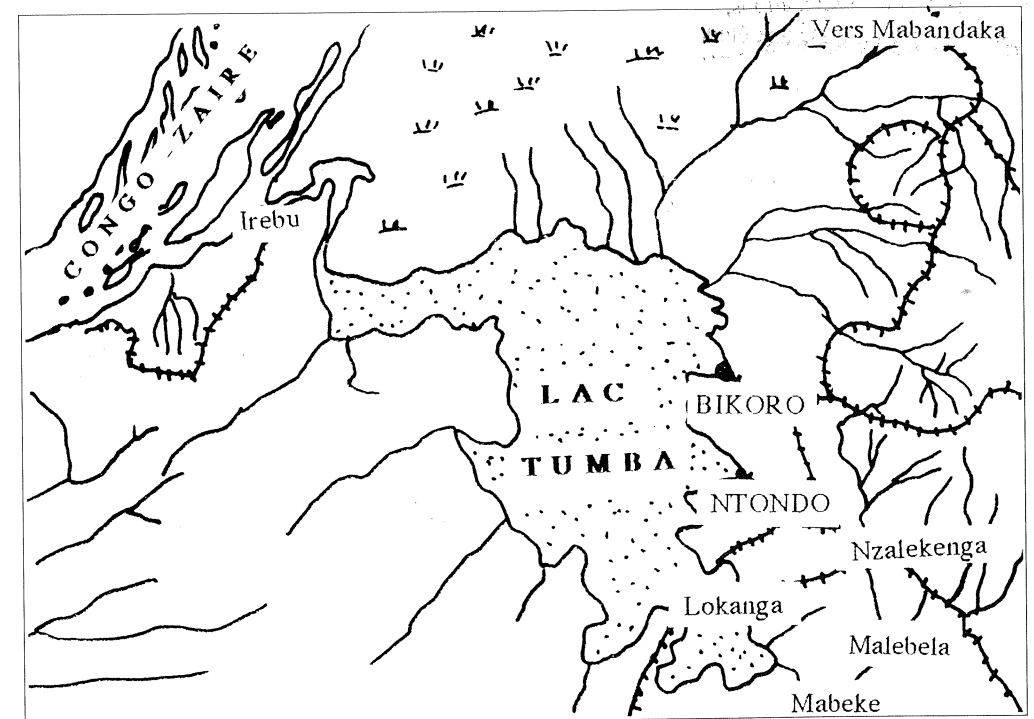 Vers Mabandaka
CONGO ZAIRE
Irebu
LAC
BIKORO
TUMBA
NTONDO
Nzalekenga
Lokanga
Malebela
Mabeke